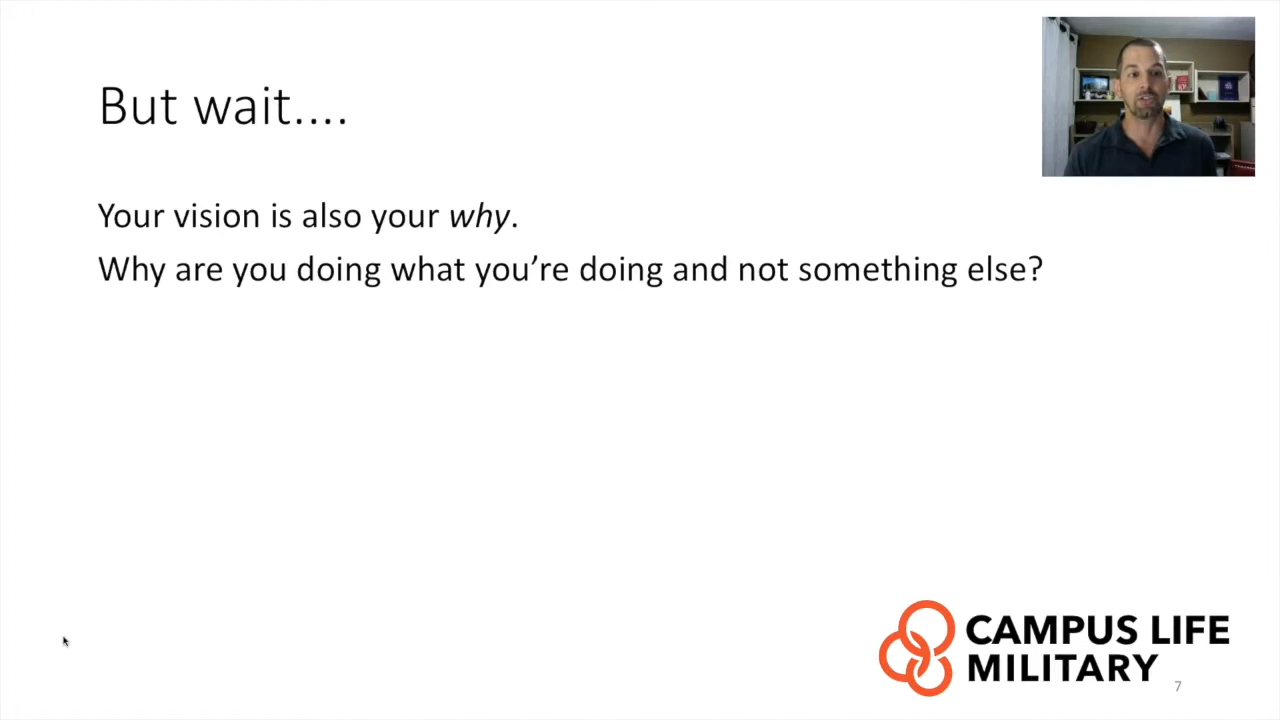 But wait....
Your vision is also your why.
Why are you doing what you’re doing and not something else?
CAMPUS LIFE
MILITARY
7